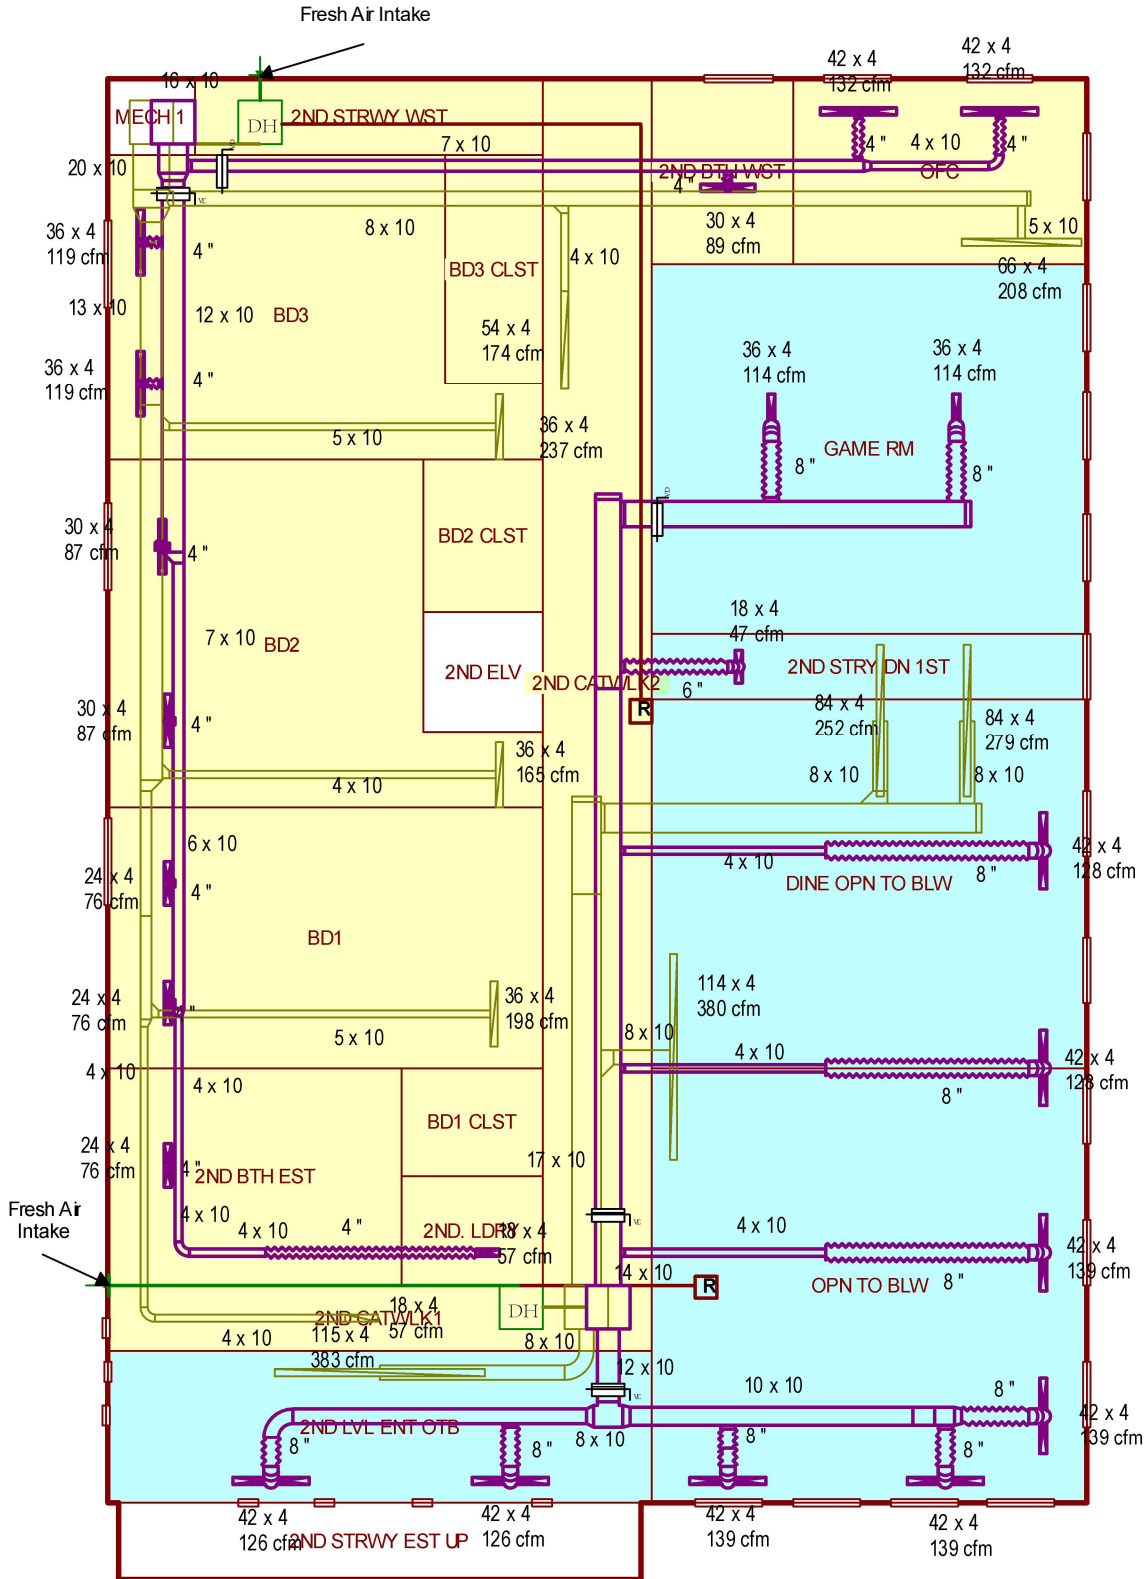 Fresh Air Intake
42 x 4
132 cfm
42 x 4
132 cfm
16 x 10
MECH 1
DH
2ND STRWY WST
7 x 10
4 "
4 x 10
4 "
20 x 10
2ND BTH WST
OFC
4 "
36 x 4
119 cfm
4 "
8 x 10
4 x 10
30 x 4
89 cfm
5 x 10
66 x 4
208 cfm
BD3 CLST
13 x 10
12 x 10
BD3
54 x 4
174 cfm
36 x 4
119 cfm
4 "
36 x 4
114 cfm
36 x 4
114 cfm
5 x 10
36 x 4
237 cfm
GAME RM
8 "
8 "
30 x 4
87 cfm
4 "
BD2 CLST
7 x 10
BD2
2ND ELV
2ND CATWLK2
18 x 4
47 cfm
6 "
2ND STRY DN 1ST
R
30 x 4
87 cfm
4 "
84 x 4
252 cfm
84 x 4
279 cfm
36 x 4
165 cfm
4 x 10
8 x 10
8 x 10
6 x 10
24 x 4
76 cfm
4 "
4 x 10
8 "
42 x 4
128 cfm
DINE OPN TO BLW
BD1
24 x 4
76 cfm
"
36 x 4
198 cfm
114 x 4
380 cfm
5 x 10
8 x 10
4 x 10
42 x 4
128 cfm
8 "
4 x 10
4 x 10
BD1 CLST
24 x 4
76 cfm
4 "
2ND BTH EST
17 x 10
Fresh Air
Intake
4 x 10
4 x 10
4 "
2ND. LDRY
18 x 4
57 cfm
4 x 10
8 "
42 x 4
139 cfm
14 x 10
R
OPN TO BLW
DH
2ND CATWLK1
18 x 4
57 cfm
4 x 10
115 x 4
383 cfm
8 x 10
12 x 10
10 x 10
8 "
42 x 4
139 cfm
2ND LVL ENT OTB
8 "
8 "
8 x 10
8 "
8 "
42 x 4
126 cfm
42 x 4
126 cfm
42 x 4
139 cfm
42 x 4
139 cfm
2ND STRWY EST UP